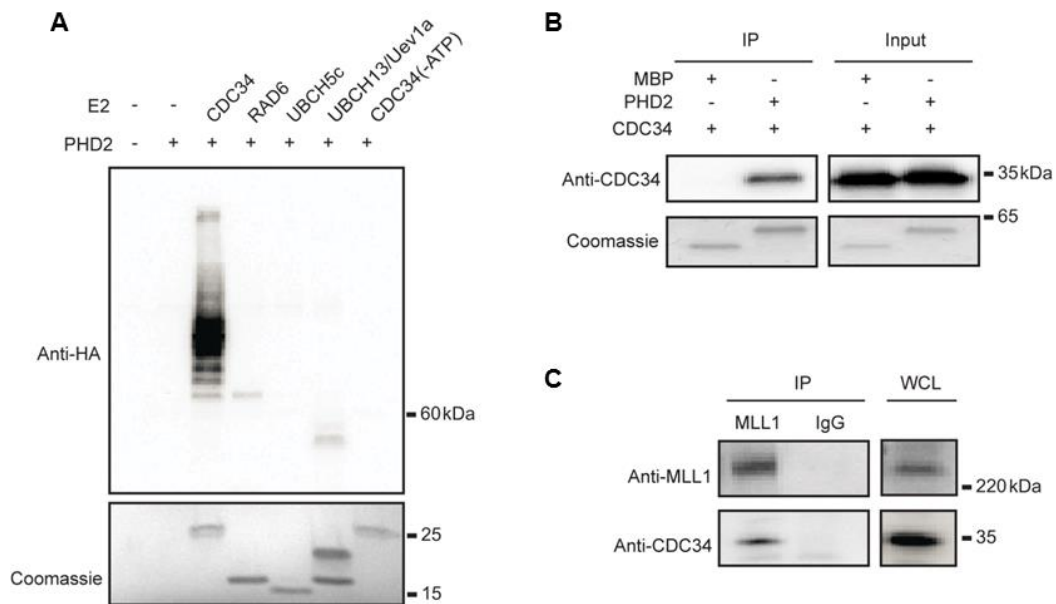 A
E2 - - CDC34 RAD6 UBCH5c UBCH13/Uev1a CDC34(-ATP)
PHD2 - + + + + + +
Anti-HA
60kDa
25
Coomassie
15
B
IP Input
MBP + - + -
PHD2 - + - +
CDC34 + + + +
Anti-CDC34
35kDa
65
Coomassie
C
IP WCL
MLL1 IgG
Anti-MLL1
220kDa
Anti-CDC34
35